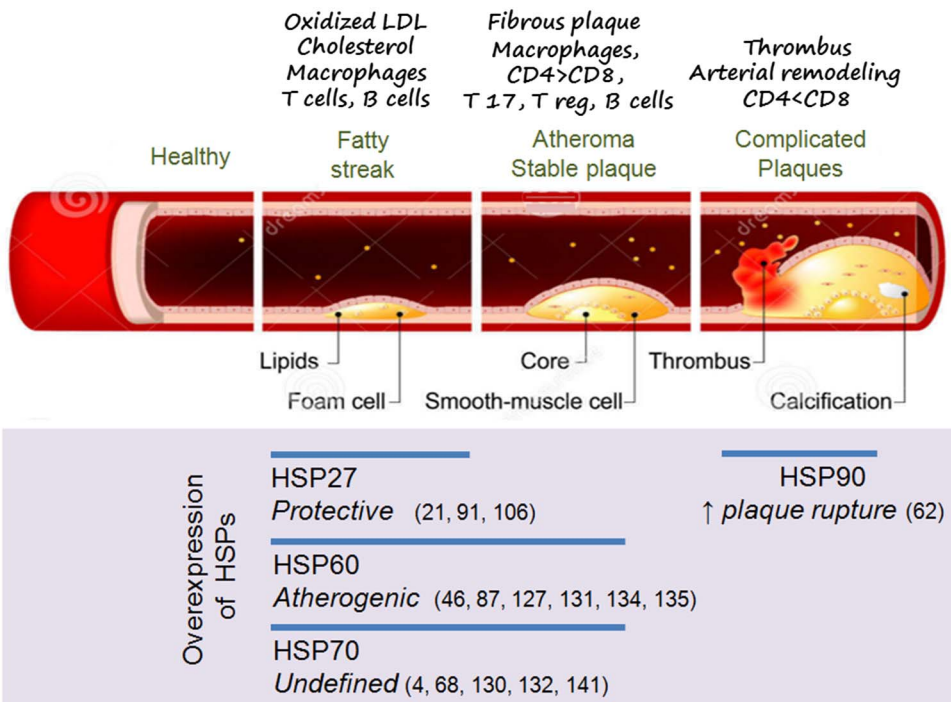 Oxidized LDL
Cholesterol
Macrophages
T cells, B cells
Fibrous plaque
Macrophages,
CD4>CD8,
T 17, T reg, B cells
Thrombus
Arterial remodeling
CD4<CD8
Healthy
Fatty
streak
Atheroma
Stable plaque
Complicated
Plaques
Lipids
Foam cell
Core
Smooth-muscle cell
Thrombus
Calcification
Overexpression
of HSPs
HSP27
Protective (21, 91, 106)
HSP60
Atherogenic (46, 87, 127, 131, 134, 135)
HSP70
Undefined (4, 68, 130, 132, 141)
HSP90
↑ plaque rupture (62)